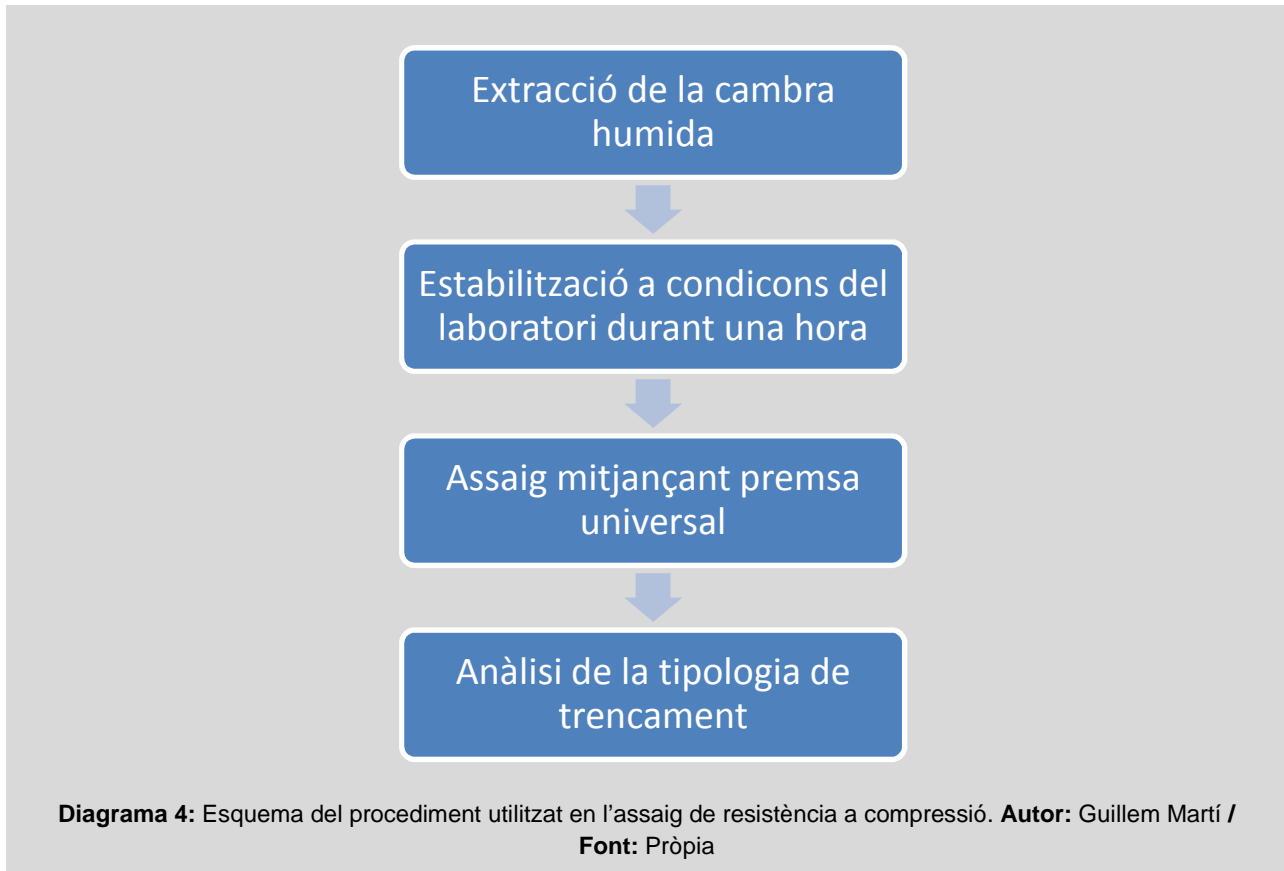 Extracció de la cambra
humida
Estabilització a condicons del
laboratori durant una hora
Assaig mitjançant premsa
universal
Anàlisi de la tipologia de
trencament
Diagrama 4: Esquema del procediment utilitzat en l’assaig de resistència a compressió. Autor: Guillem Martí /
Font: Pròpia